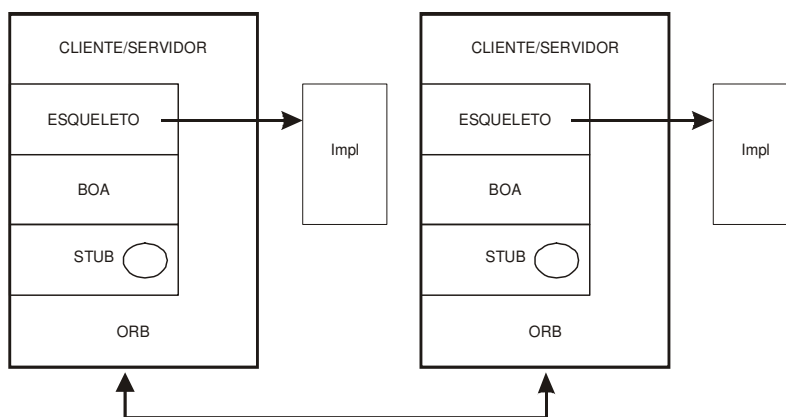 CLIENTE/SERVIDOR
ESQUELETO
Impl
BOA
STUB
ORB
CLIENTE/SERVIDOR
ESQUELETO
Impl
BOA
STUB
ORB